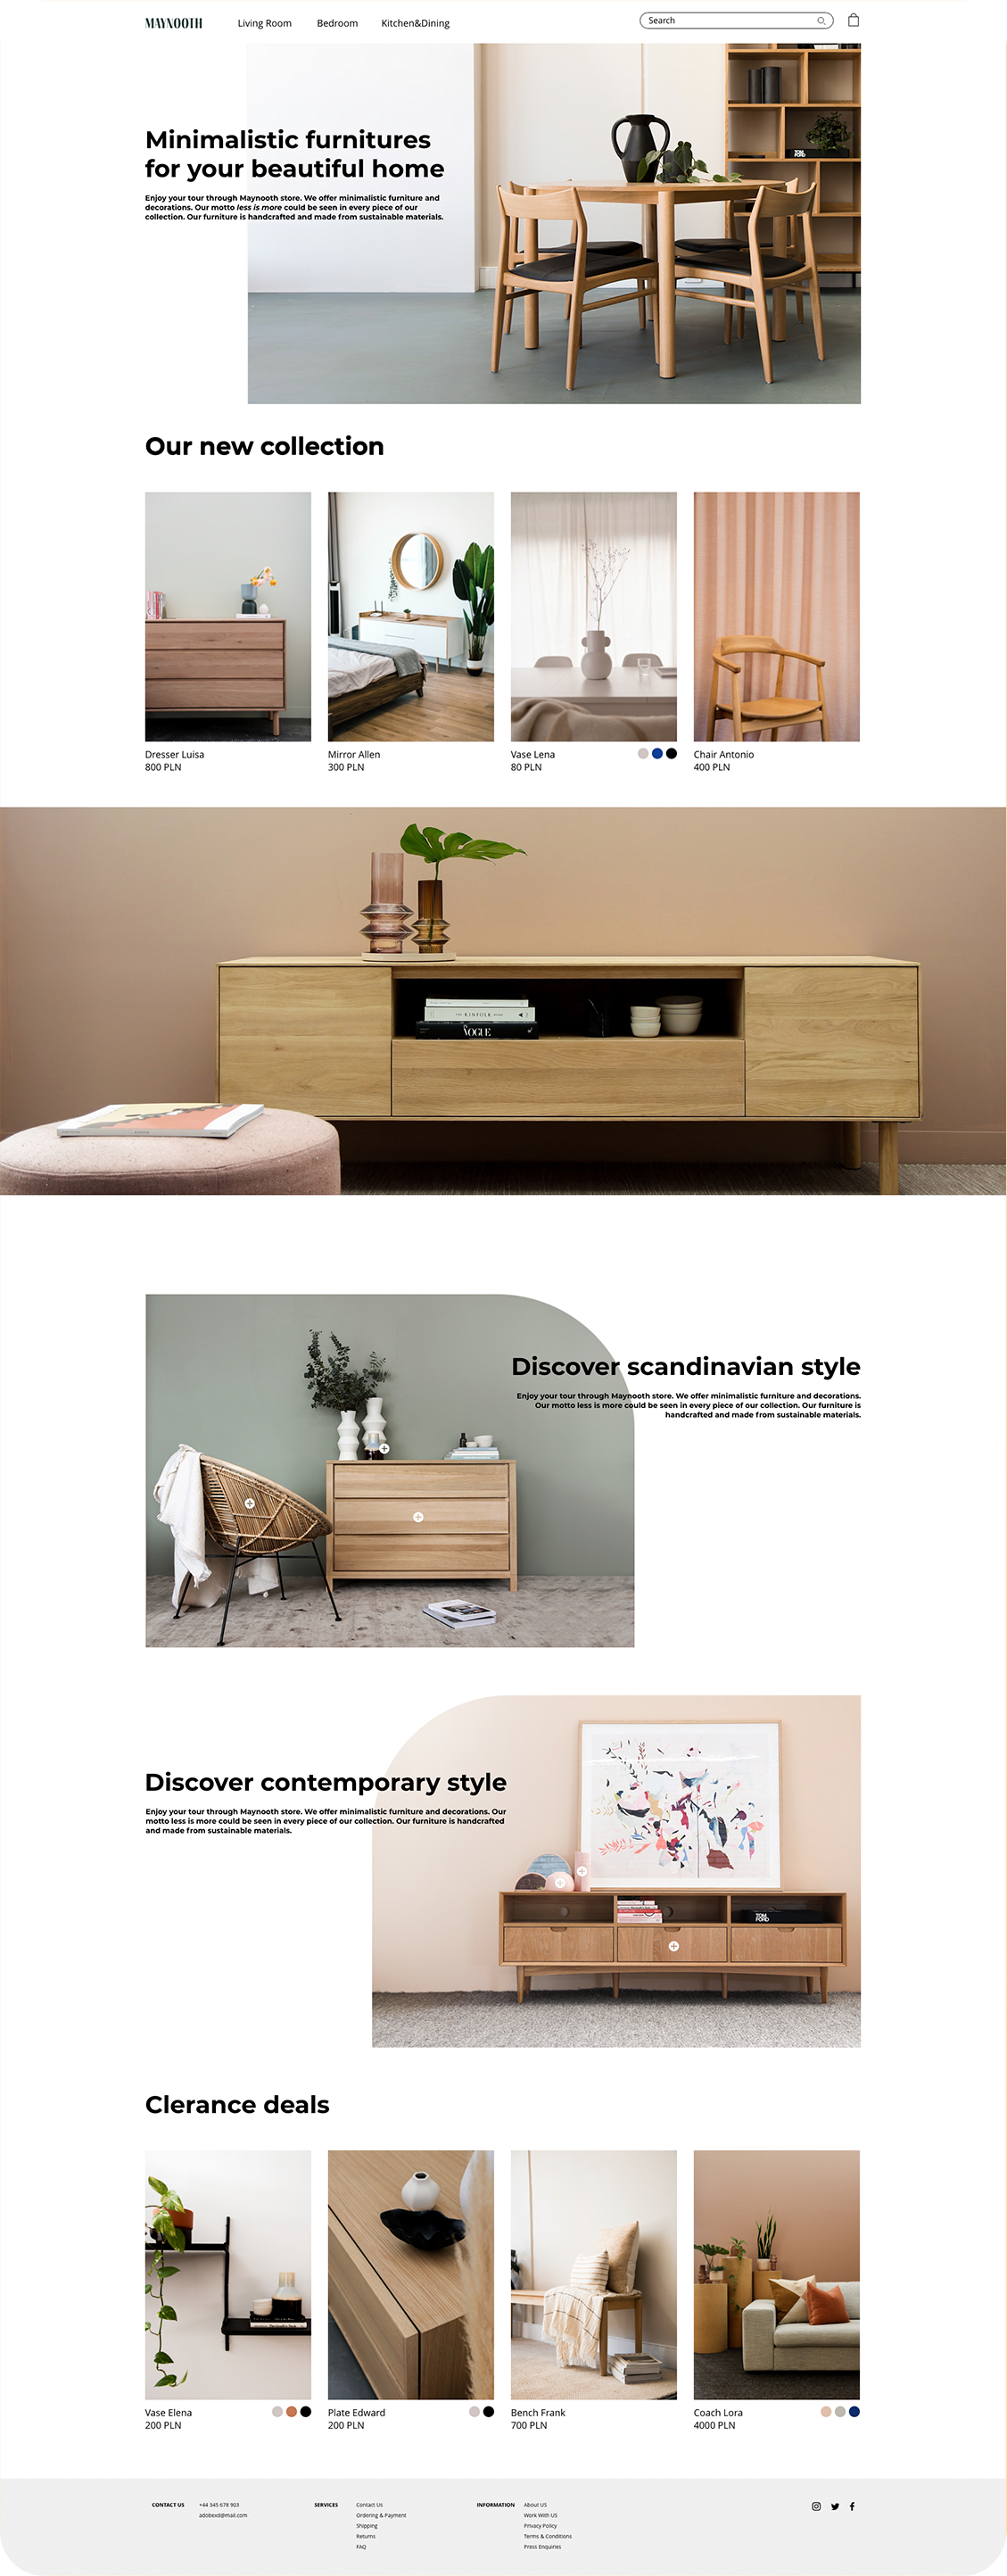 MAYNOOTH
Living Room
Bedroom
Kitchen&Dining
Search
Minimalistic furnitures
for your beautiful home
Enjoy your tour through Maynooth store. We offer minimalistic furniture and
decorations. Our motto less is more could be seen in every piece of our
collection. Our furniture is handcrafted and made from sustainable materials.
TOM
FORD
Our new collection
Dresser Luisa
800 PLN
Mirror Allen
300 PLN
Vase Lena
80 PLN
Chair Antonio
400 PLN
THE KINFOLK HOME
VOGUE
Discover scandinavian style
Enjoy your tour through Maynooth store. We offer minimalistic furniture and decorations.
Our motto less is more could be seen in every piece of our collection. Our furniture is
handcrafted and made from sustainable materials.
Discover contemporary style
Enjoy your tour through Maynooth store. We offer minimalistic furniture and decorations. Our
motto less is more could be seen in every piece of our collection. Our furniture is handcrafted
and made from sustainable materials.
TOM
FORD
Clerance deals
Vase Elena
200 PLN
Plate Edward
200 PLN
Bench Frank
700 PLN
Coach Lora
4000 PLN
CONTACT US
+44 345 678 903
adobexd@mail.com
SERVICES
Contact Us
Ordering & Payment
Shipping
Returns
FAQ
INFORMATION
About US
Work With US
Privacy Policy
Terms & Conditions
Press Enquiries